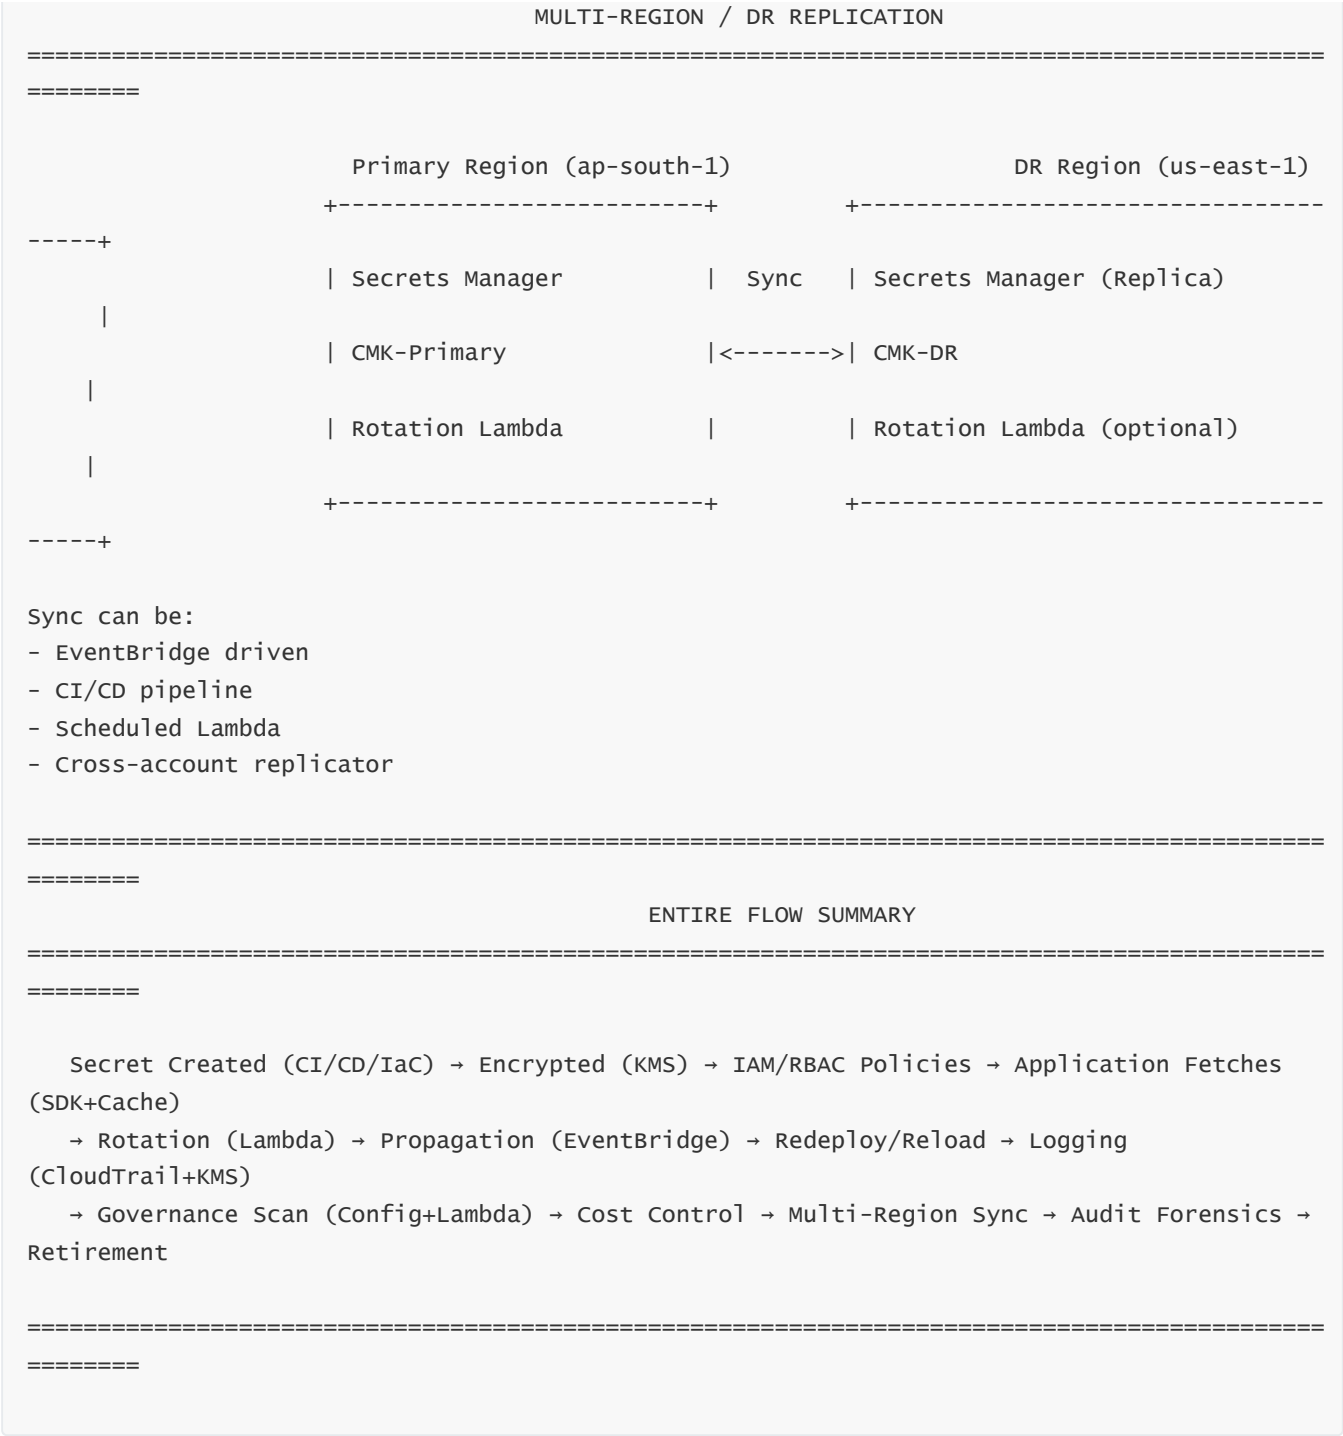 MULTI-REGION / DR REPLICATION
============================================================================================
========
Primary Region (ap-south-1)                    DR Region (us-east-1)
+--------------------------+         +---------------------------------
-----+
| Secrets Manager          |  Sync   | Secrets Manager (Replica)
|
| CMK-Primary              |<------->| CMK-DR
|
| Rotation Lambda          |         | Rotation Lambda (optional)
|
+--------------------------+         +---------------------------------
-----+
Sync can be:
- EventBridge driven
- CI/CD pipeline
- Scheduled Lambda
- Cross-account replicator
============================================================================================
========
ENTIRE FLOW SUMMARY
============================================================================================
========
Secret Created (CI/CD/IaC) → Encrypted (KMS) → IAM/RBAC Policies → Application Fetches
(SDK+Cache)
→ Rotation (Lambda) → Propagation (EventBridge) → Redeploy/Reload → Logging
(CloudTrail+KMS)
→ Governance Scan (Config+Lambda) → Cost Control → Multi-Region Sync → Audit Forensics →
Retirement
============================================================================================
========